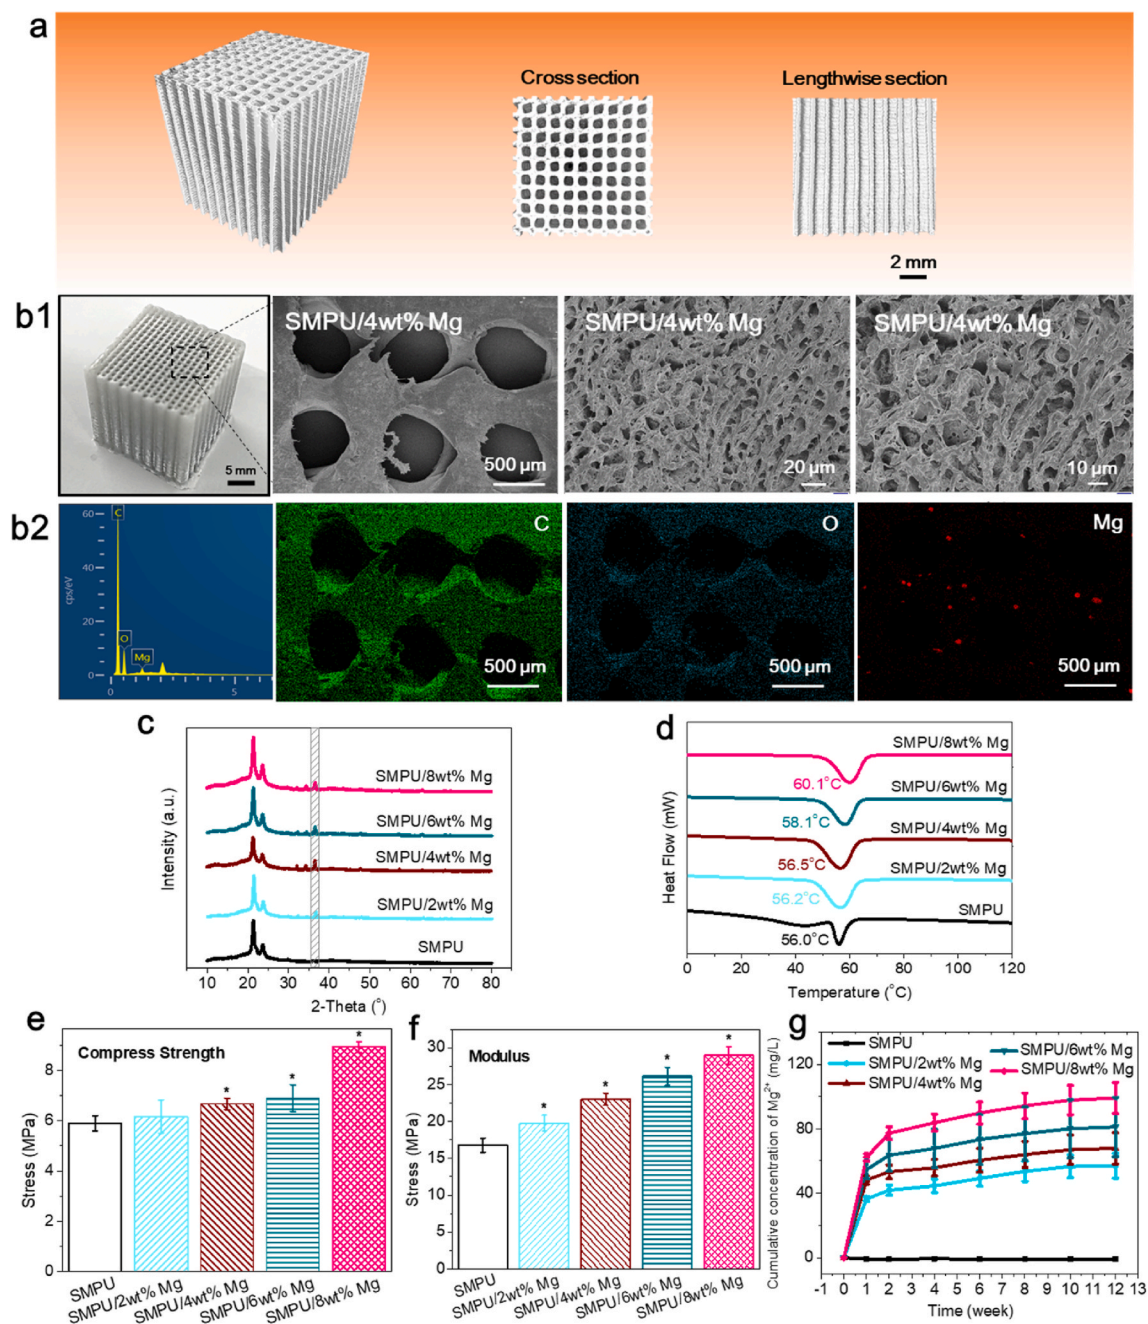 a
Cross section
Lengthwise section
2 mm
b1
SMPU/4wt% Mg
SMPU/4wt% Mg
SMPU/4wt% Mg
5 mm
500 µm
20 µm
10 µm
b2
C
O
Mg
60
40
20
0
cps/eV
C
O
Mg
0
5
500 µm
500 µm
500 µm
c
SMPU/8wt% Mg
SMPU/6wt% Mg
SMPU/4wt% Mg
SMPU/2wt% Mg
SMPU
Intensity (a.u.)
10 20 30 40 50 60 70 80
2-Theta (°)
d
SMPU/8wt% Mg
60.1°C
SMPU/6wt% Mg
58.1°C
SMPU/4wt% Mg
56.5°C
SMPU/2wt% Mg
56.2°C
SMPU
56.0°C
Heat Flow (mW)
0 20 40 60 80 100 120
Temperature (°C)
e
Compress Strength
* * *
Stress (MPa)
8
6
4
2
0
SMPU
SMPU/2wt% Mg
SMPU/4wt% Mg
SMPU/6wt% Mg
SMPU/8wt% Mg
f
Modulus
* * * *
Stress (MPa)
30
25
20
15
10
5
0
SMPU
SMPU/2wt% Mg
SMPU/4wt% Mg
SMPU/6wt% Mg
SMPU/8wt% Mg
g
SMPU
SMPU/2wt% Mg
SMPU/4wt% Mg
SMPU/6wt% Mg
SMPU/8wt% Mg
Cumulative concentration of Mg²⁺ (mg/L)
120
80
40
0
-1 0 1 2 3 4 5 6 7 8 9 10 11 12 13
Time (week)